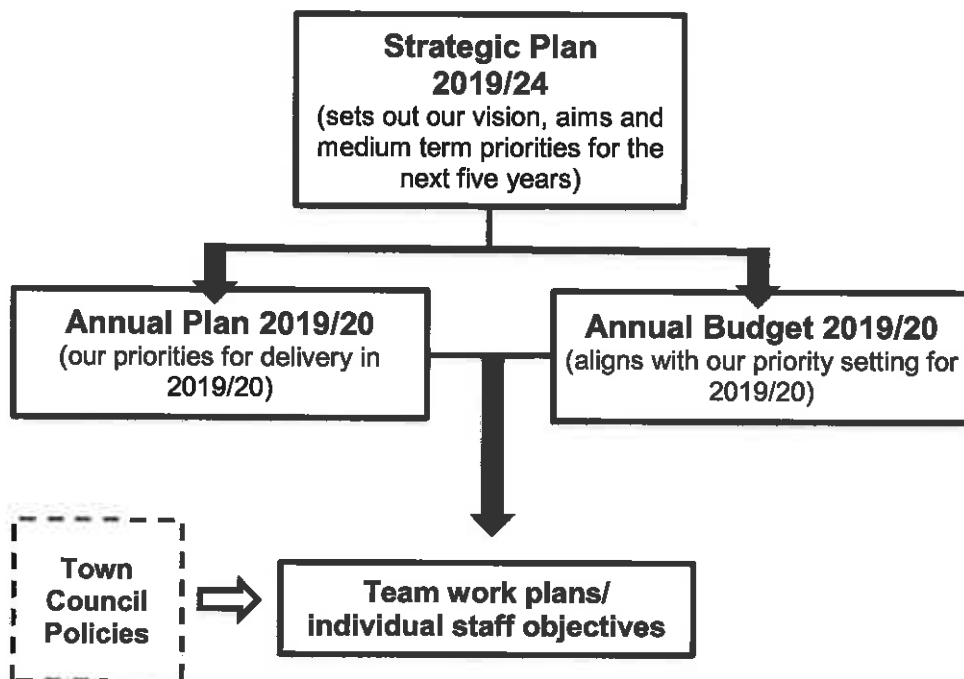 Strategic Plan
2019/24
(sets out our vision, aims and
medium term priorities for the
next five years)
Annual Plan 2019/20
(our priorities for delivery in
2019/20)
Annual Budget 2019/20
(aligns with our priority setting for
2019/20)
Town
Council
Policies
Team work plans/
individual staff objectives